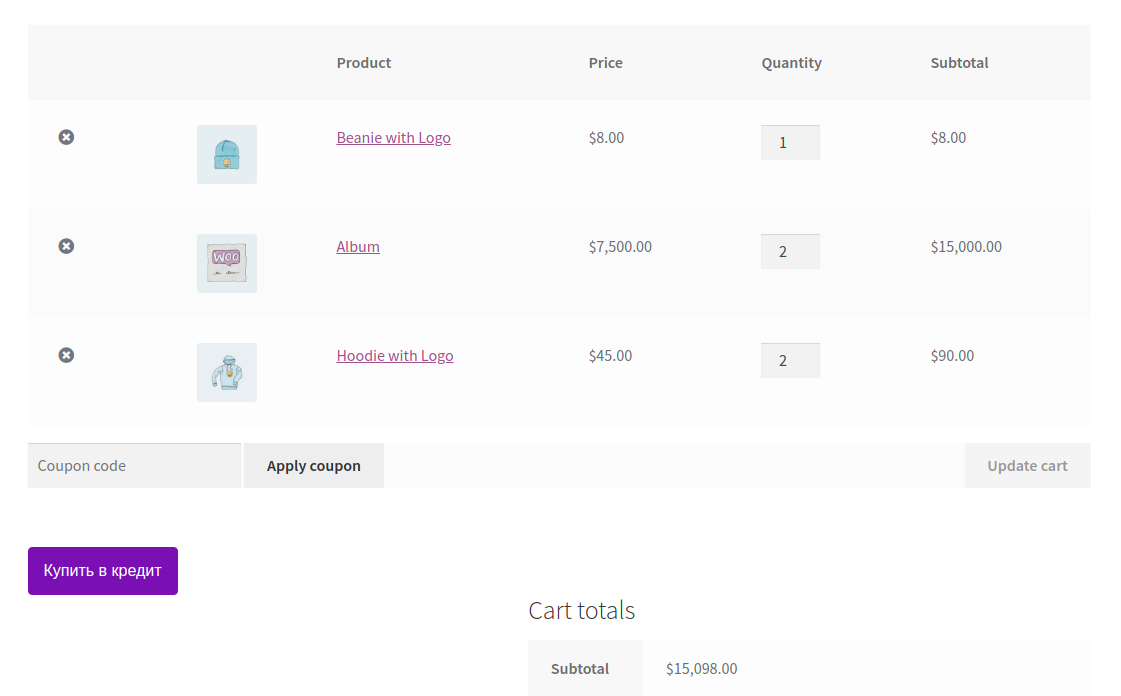 Product Price Quantity Subtotal
Beanie with Logo $8.00 1 $8.00
WOO
Album $7,500.00 2 $15,000.00
Hoodie with Logo $45.00 2 $90.00
Coupon code Apply coupon Update cart
Купить в кредит
Cart totals
Subtotal $15,098.00